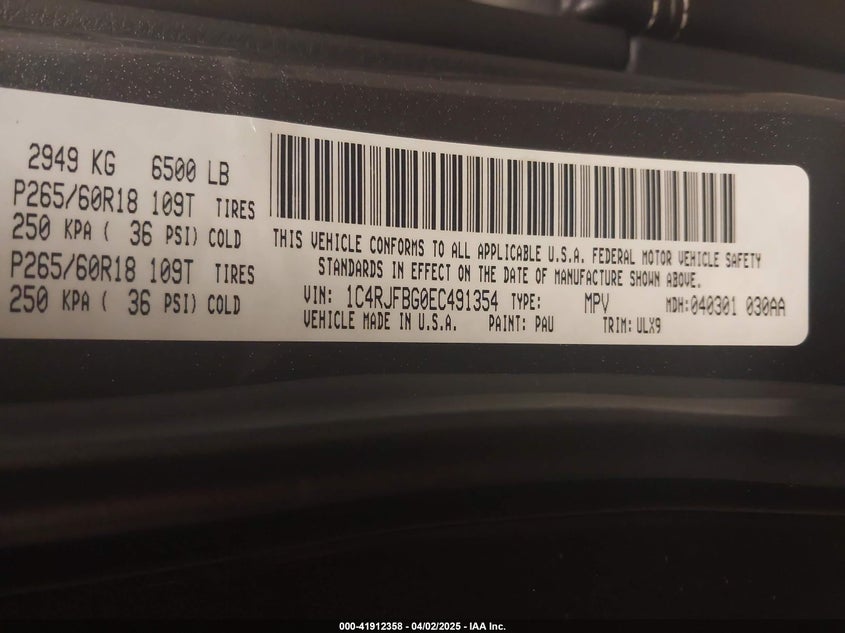 2949 KG 6500 LB
P265/60R18 109T TIRES
250 KPA ( 36 PSI) COLD
P265/60R18 109T TIRES
250 KPA ( 36 PSI) COLD
THIS VEHICLE CONFORMS TO ALL APPLICABLE U.S.A. FEDERAL MOTOR VEHICLE SAFETY
STANDARDS IN EFFECT ON THE DATE OF MANUFACTURE SHOWN ABOVE.
VIN: 1C4RJFBG0EC491354 TYPE: MPV MDH:040301 030AA
VEHICLE MADE IN U.S.A. PAINT: PAU TRIM: ULX9
000-41912358 - 04/02/2025 - IAA Inc.